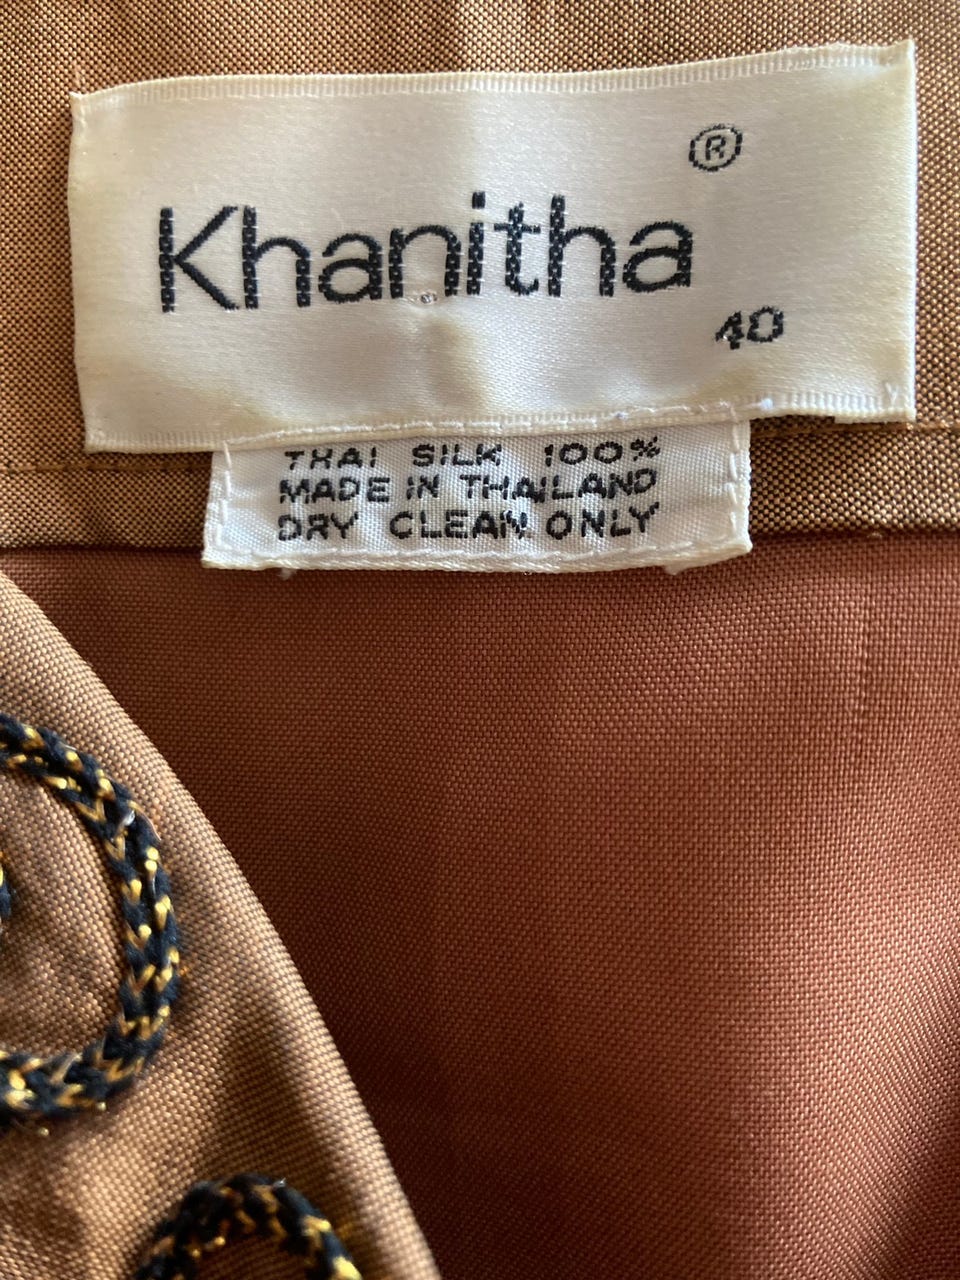 ®
Khanitha
40
THAI SILK 100%
MADE IN THAILAND
DRY CLEAN ONLY